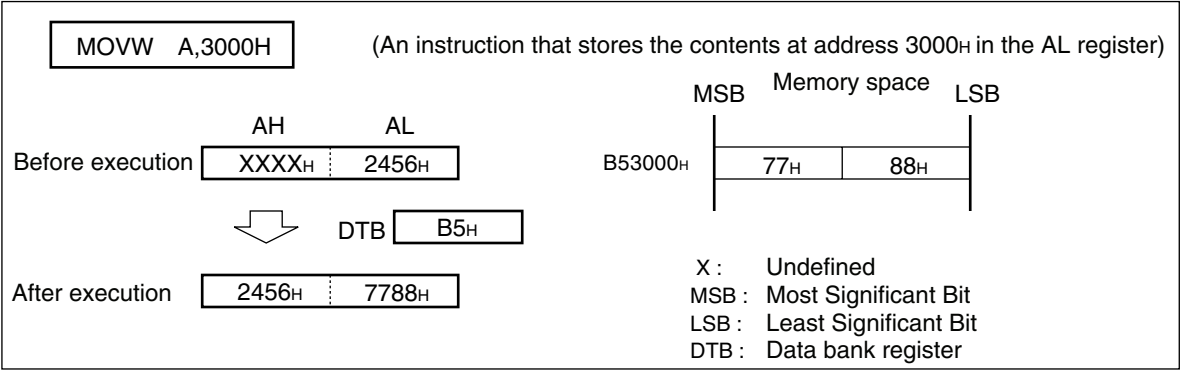 MOVW A,3000H
(An instruction that stores the contents at address 3000H in the AL register)
Memory space
MSB LSB
AH AL
Before execution XXXXH 2456H
B53000H 77H 88H
DTB B5H
After execution 2456H 7788H
X : Undefined
MSB : Most Significant Bit
LSB : Least Significant Bit
DTB : Data bank register